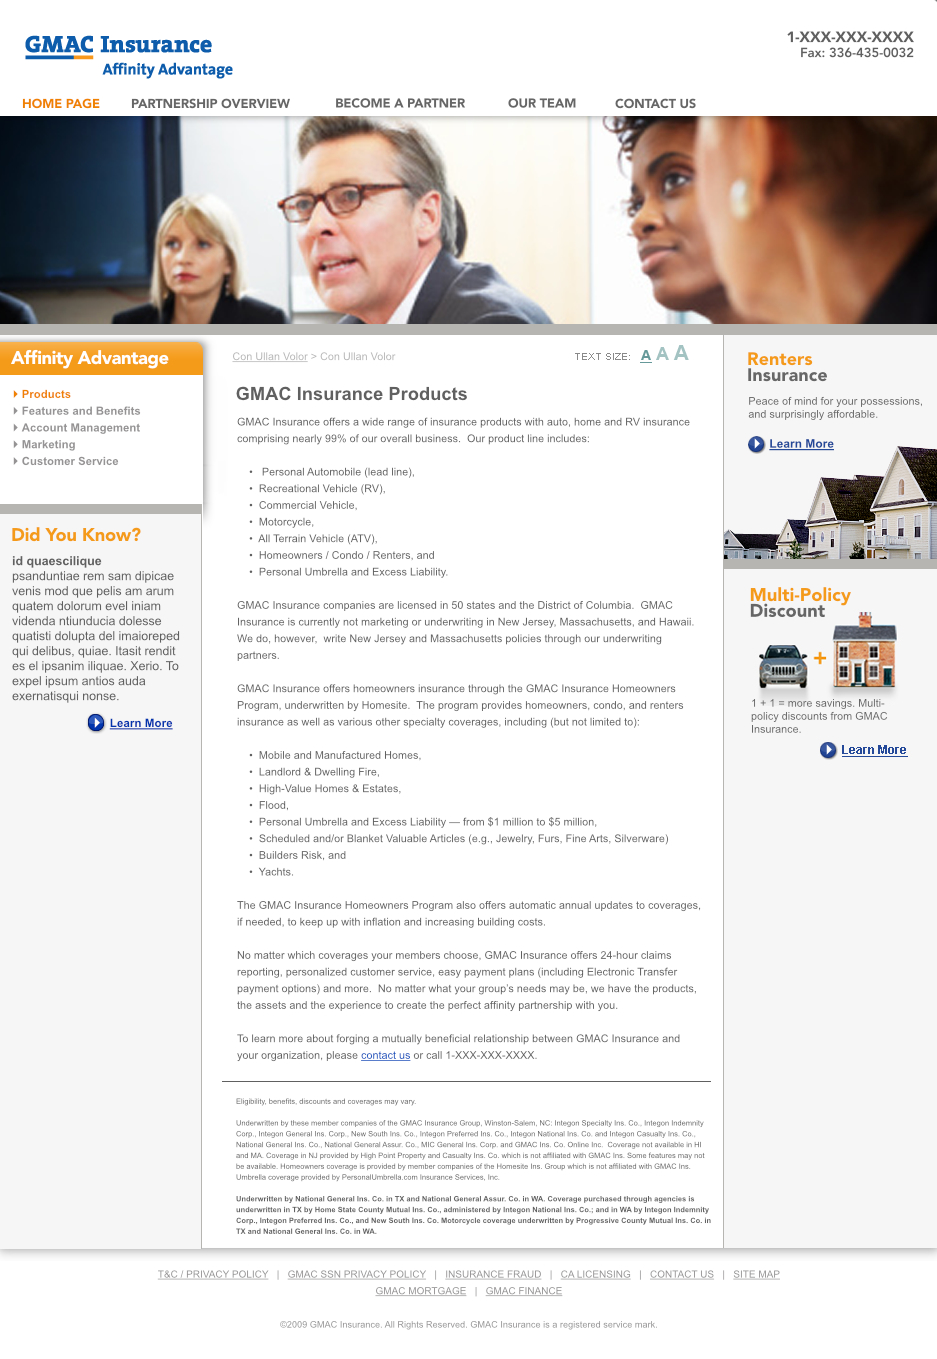 GMAC Insurance
Affinity Advantage
1-XXX-XXX-XXXX
Fax: 336-435-0032
HOME PAGE PARTNERSHIP OVERVIEW BECOME A PARTNER OUR TEAM CONTACT US
Affinity Advantage
Products
Features and Benefits
Account Management
Marketing
Customer Service
Did You Know?
id quaescilique
psanduntiae rem sam dipicae
venis mod que pelis am arum
quatem dolorum evel iniam
videnda ntiunducia dolesse
quatisti dolupta del imaioreped
qui delibus, quiae. Itasit rendit
es el ipsanim iliquae. Xerio. To
expel ipsum antios auda
exernatisqui nonse.
Learn More
Con Ullan Volor > Con Ullan Volor
TEXT SIZE: A A A
GMAC Insurance Products
GMAC Insurance offers a wide range of insurance products with auto, home and RV insurance
comprising nearly 99% of our overall business. Our product line includes:
• Personal Automobile (lead line),
• Recreational Vehicle (RV),
• Commercial Vehicle,
• Motorcycle,
• All Terrain Vehicle (ATV),
• Homeowners / Condo / Renters, and
• Personal Umbrella and Excess Liability.
GMAC Insurance companies are licensed in 50 states and the District of Columbia. GMAC
Insurance is currently not marketing or underwriting in New Jersey, Massachusetts, and Hawaii.
We do, however, write New Jersey and Massachusetts policies through our underwriting
partners.
GMAC Insurance offers homeowners insurance through the GMAC Insurance Homeowners
Program, underwritten by Homesite. The program provides homeowners, condo, and renters
insurance as well as various other specialty coverages, including (but not limited to):
• Mobile and Manufactured Homes,
• Landlord & Dwelling Fire,
• High-Value Homes & Estates,
• Flood,
• Personal Umbrella and Excess Liability — from $1 million to $5 million,
• Scheduled and/or Blanket Valuable Articles (e.g., Jewelry, Furs, Fine Arts, Silverware)
• Builders Risk, and
• Yachts.
The GMAC Insurance Homeowners Program also offers automatic annual updates to coverages,
if needed, to keep up with inflation and increasing building costs.
No matter which coverages your members choose, GMAC Insurance offers 24-hour claims
reporting, personalized customer service, easy payment plans (including Electronic Transfer
payment options) and more. No matter what your group's needs may be, we have the products,
the assets and the experience to create the perfect affinity partnership with you.
To learn more about forging a mutually beneficial relationship between GMAC Insurance and
your organization, please contact us or call 1-XXX-XXX-XXXX.
Eligibility, benefits, discounts and coverages may vary.
Underwritten by these member companies of the GMAC Insurance Group, Winston-Salem, NC: Integon Specialty Ins. Co., Integon Indemnity
Corp., Integon General Ins. Corp., New South Ins. Co., Integon Preferred Ins. Co., Integon National Ins. Co. and Integon Casualty Ins. Co.,
National General Ins. Co., National General Assur. Co., MIC General Ins. Corp. and GMAC Ins. Co. Online Inc. Coverage not available in HI
and MA. Coverage in NJ provided by High Point Property and Casualty Ins. Co. which is not affiliated with GMAC Ins. Some features may not
be available. Homeowners coverage is provided by member companies of the Homesite Ins. Group which is not affiliated with GMAC Ins.
Umbrella coverage provided by PersonalUmbrella.com Insurance Services, Inc.
Underwritten by National General Ins. Co. in TX and National General Assur. Co. in WA. Coverage purchased through agencies is
underwritten in TX by Home State County Mutual Ins. Co., administered by Integon National Ins. Co.; and in WA by Integon Indemnity
Corp., Integon Preferred Ins. Co., and New South Ins. Co. Motorcycle coverage underwritten by Progressive County Mutual Ins. Co. in
TX and National General Ins. Co. in WA.
Renters
Insurance
Peace of mind for your possessions,
and surprisingly affordable.
Learn More
Multi-Policy
Discount
+
1 + 1 = more savings. Multi-
policy discounts from GMAC
Insurance.
Learn More
T&C / PRIVACY POLICY | GMAC SSN PRIVACY POLICY | INSURANCE FRAUD | CA LICENSING | CONTACT US | SITE MAP
GMAC MORTGAGE | GMAC FINANCE
©2009 GMAC Insurance. All Rights Reserved. GMAC Insurance is a registered service mark.